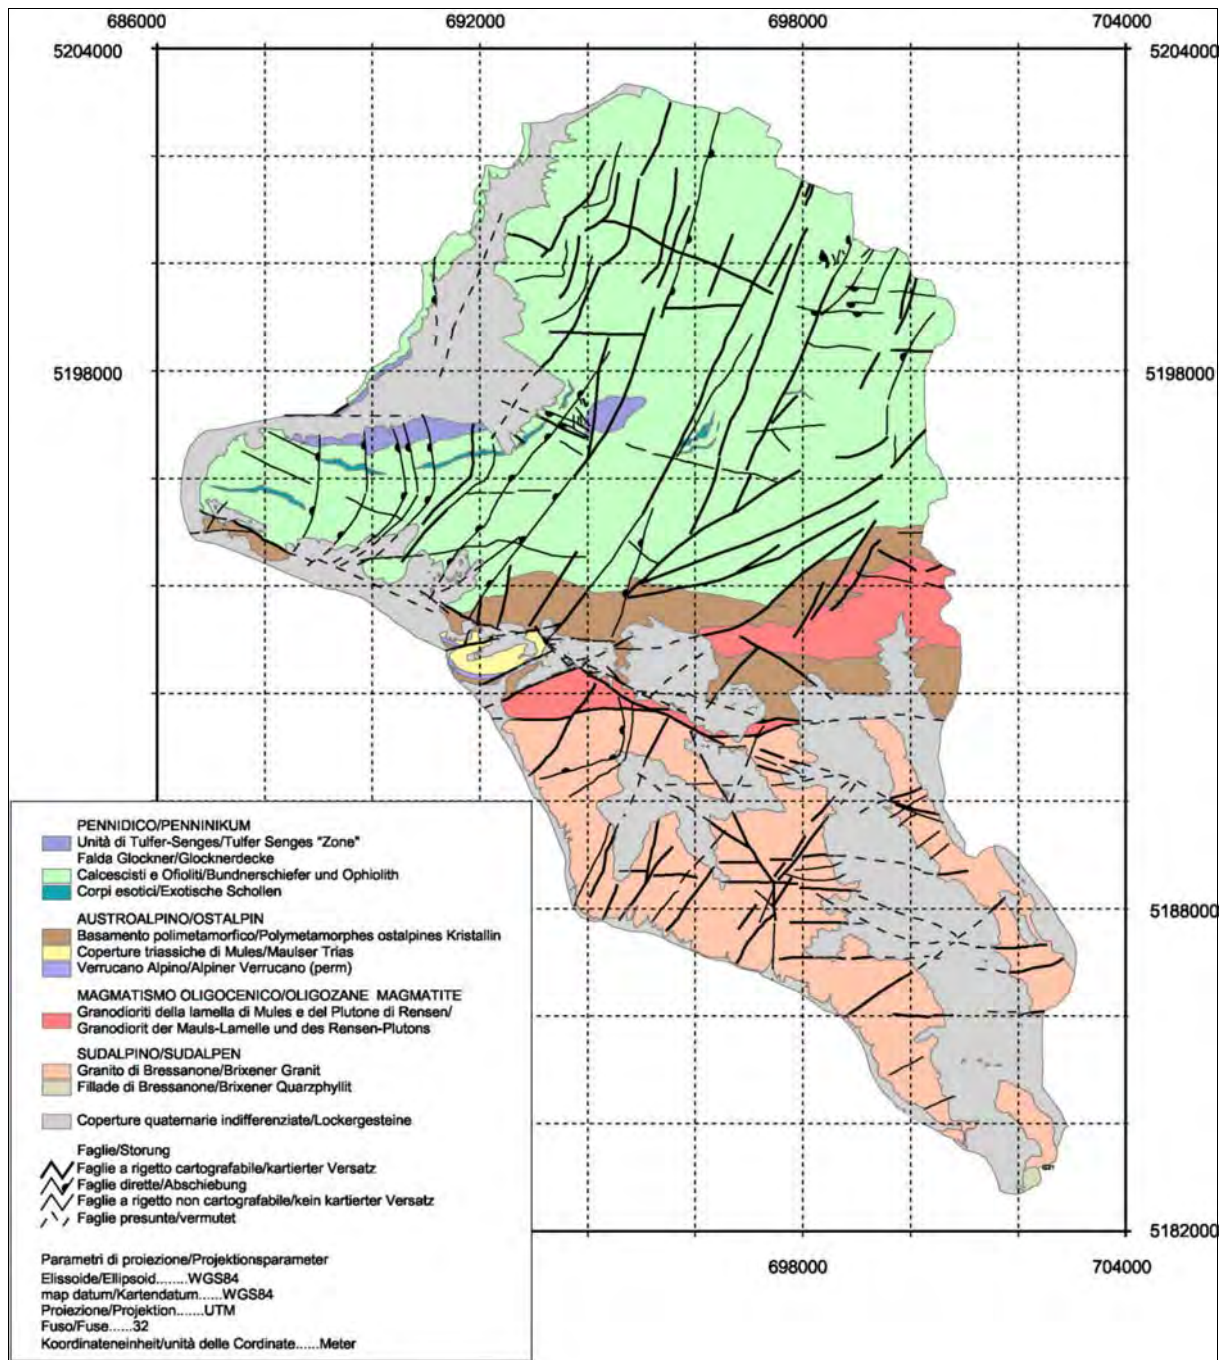 686000
692000
698000
704000
5204000
5204000
5198000
5198000
PENNIDICO/PENNINIKUM
Unità di Tulfer-Senges/Tulfer Senges "Zone"
Falda Glockner/Glocknerdecke
Calcescisti e Ofioliti/Bundnerschiefer und Ophiolith
Corpi esotici/Exotische Schollen
AUSTROALPINO/OSTALPIN
Basamento polimetamorfico/Polymetamorphes ostalpines Kristallin
Coperture triassiche di Mules/Maulser Trias
Verrucano Alpino/Alpiner Verrucano (perm)
MAGMATISMO OLIGOCENICO/OLIGOZANE MAGMATITE
Granodioriti della lamella di Mules e del Plutone di Rensen/
Granodiorit der Mauls-Lamelle und des Rensen-Plutons
SUDALPINO/SUDALPEN
Granito di Bressanone/Brixener Granit
Fillade di Bressanone/Brixener Quarzphyllit
Coperture quaternarie indifferenziate/Lockergesteine
Faglie/Storung
Faglie a rigetto cartografabile/kartierter Versatz
Faglie dirette/Abschiebung
Faglie a rigetto non cartografabile/kein kartierter Versatz
Faglie presunte/vermutet
Parametri di proiezione/Projektionsparameter
Elissoide/Ellipsoid........WGS84
map datum/Kartendatum......WGS84
Proiezione/Projektion.......UTM
Fuso/Fuse......32
Koordinateneinheit/unità delle Cordinate......Meter
5188000
5182000
698000
704000